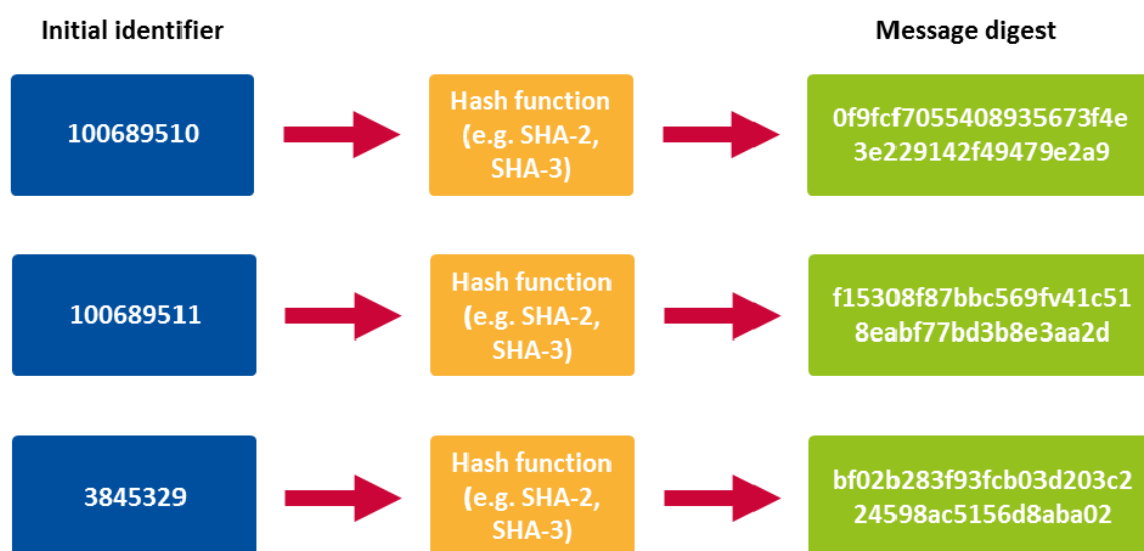 Initial identifier
Message digest
100689510
Hash function
(e.g. SHA-2,
SHA-3)
0f9fcf7055408935673f4e
3e229142f49479e2a9
100689511
Hash function
(e.g. SHA-2,
SHA-3)
f15308f87bbc569fv41c51
8eabf77bd3b8e3aa2d
3845329
Hash function
(e.g. SHA-2,
SHA-3)
bf02b283f93fcb03d203c2
24598ac5156d8aba02